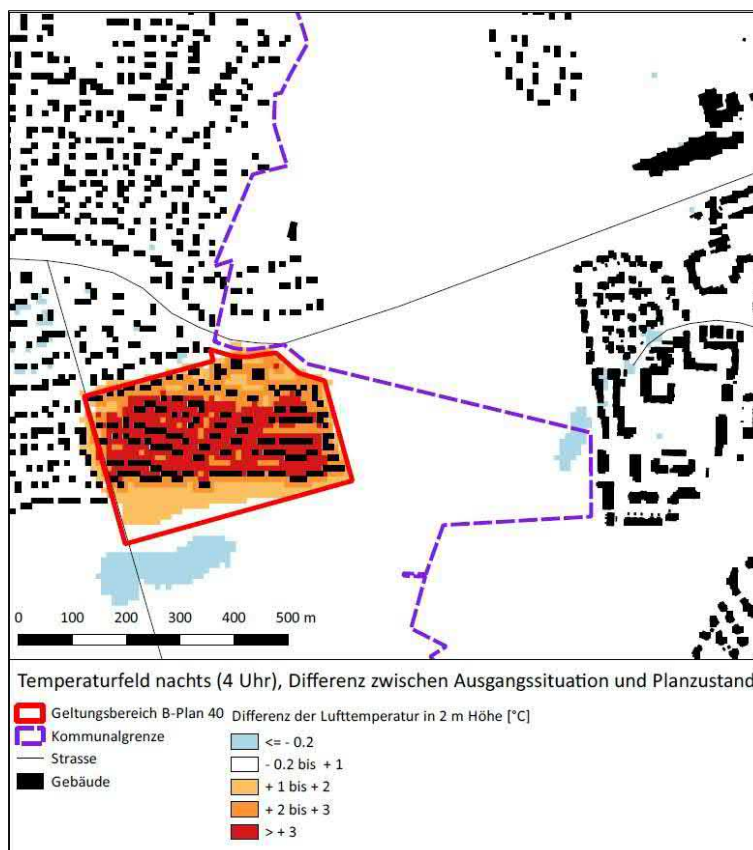 0 100 200 300 400 500 m
Temperaturfeld nachts (4 Uhr), Differenz zwischen Ausgangssituation und Planzustand
Geltungsbereich B-Plan 40
Kommunalgrenze
Strasse
Gebäude
Differenz der Lufttemperatur in 2 m Höhe [°C]
<= - 0.2
- 0.2 bis + 1
+ 1 bis + 2
+ 2 bis + 3
> + 3